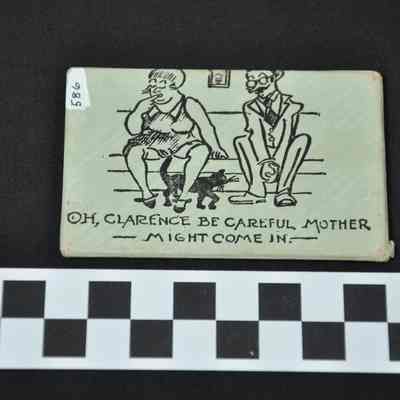 586
OH, CLARENCE BE CAREFUL MOTHER
— MIGHT COME IN. —